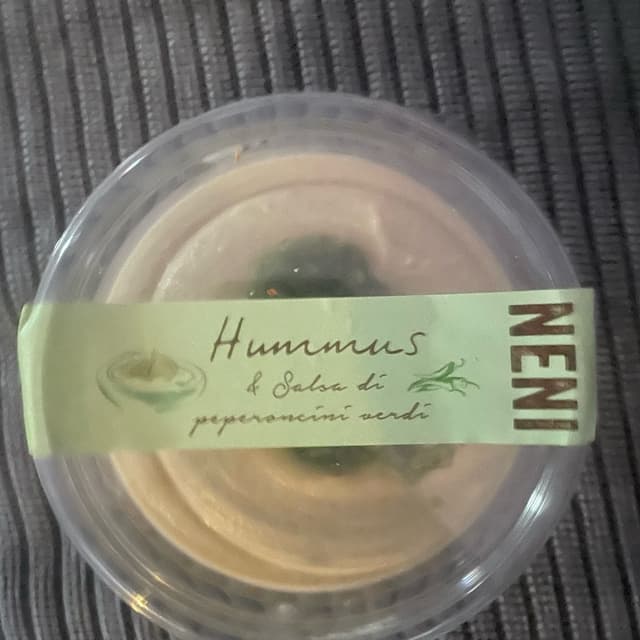 Hummus
& Salsa di
peperoncini verdi
NENI